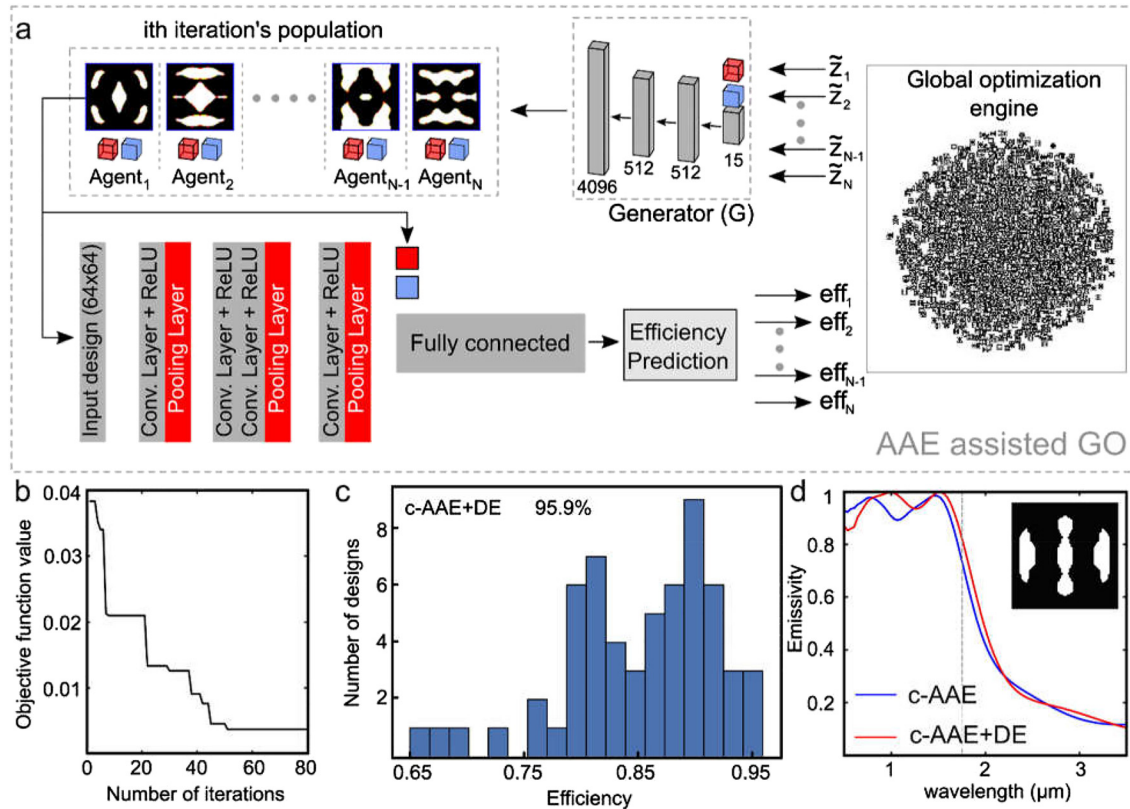 a
ith iteration's population
Agent1
Agent2
AgentN-1
AgentN
4096
512
512
15
Generator (G)
z̃1
z̃2
z̃N-1
z̃N
Global optimization
engine
Input design (64x64)
Conv. Layer + ReLU
Pooling Layer
Conv. Layer + ReLU
Conv. Layer + ReLU
Pooling Layer
Conv. Layer + ReLU
Pooling Layer
Fully connected
Efficiency
Prediction
eff1
eff2
effN-1
effN
AAE assisted GO
b
Objective function value
0.04
0.03
0.02
0.01
0
20
40
60
80
Number of iterations
c
c-AAE+DE 95.9%
Number of designs
8
6
4
2
0.65
0.75
0.85
0.95
Efficiency
d
Emissivity
1
0.8
0.6
0.4
0.2
c-AAE
c-AAE+DE
1
2
3
wavelength (μm)